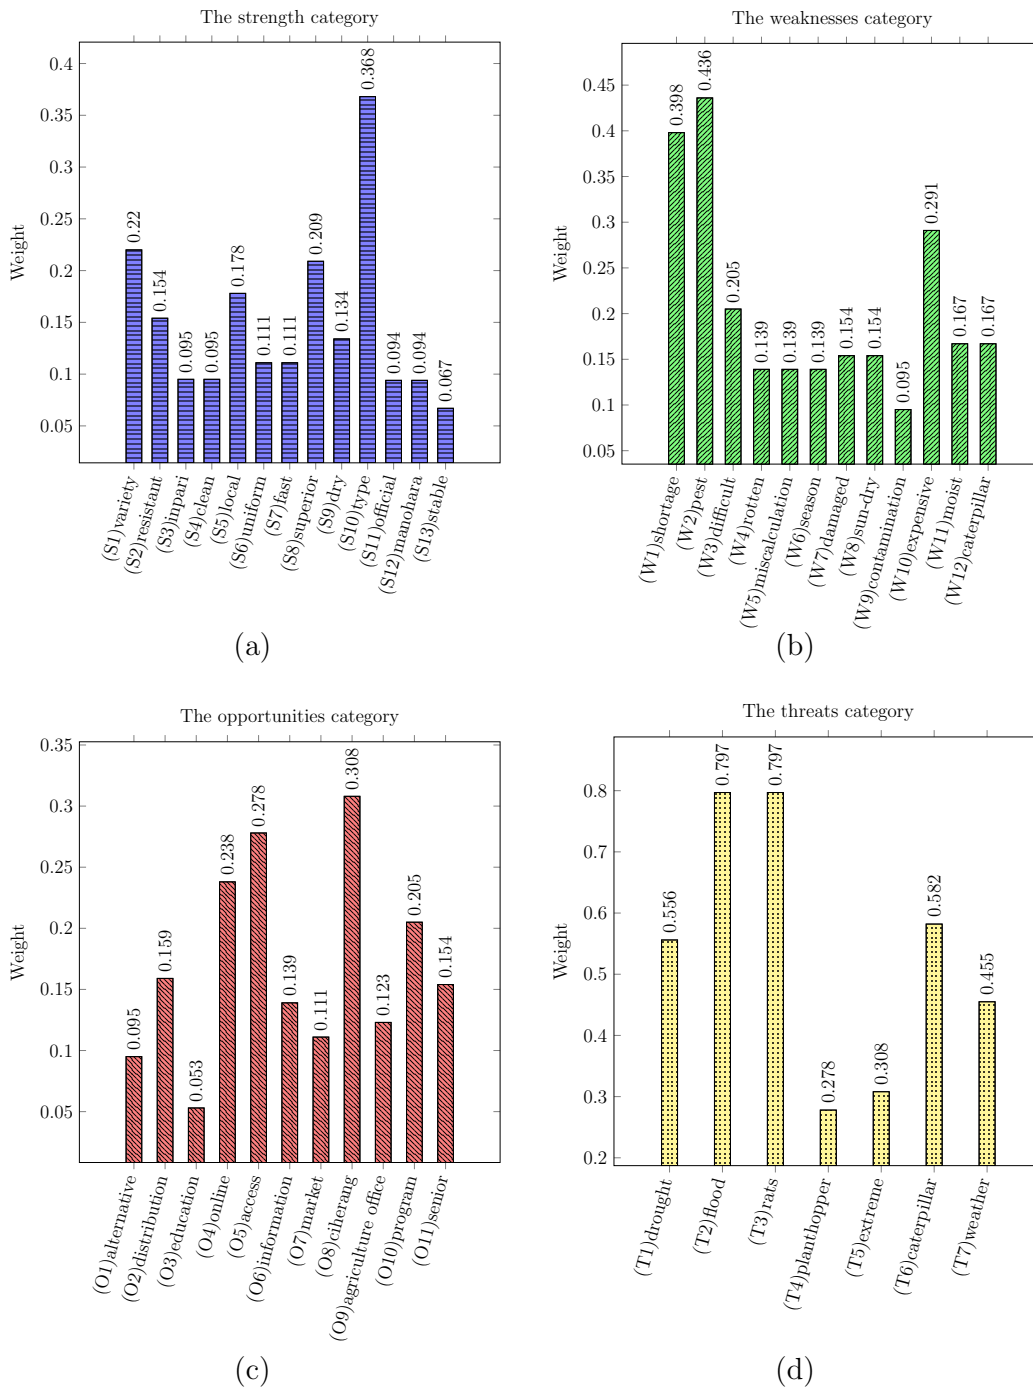 The strength category
Weight
0.4
0.35
0.3
0.25
0.2
0.15
0.1
0.05
0.22
0.154
0.095
0.095
0.178
0.111
0.111
0.209
0.134
0.368
0.094
0.094
0.067
(S1)variety
(S2)resistant
(S3)inpari
(S4)clean
(S5)local
(S6)uniform
(S7)fast
(S8)superior
(S9)dry
(S10)type
(S11)official
(S12)manohara
(S13)stable
(a)
The weaknesses category
Weight
0.45
0.4
0.35
0.3
0.25
0.2
0.15
0.1
0.05
0.398
0.436
0.205
0.139
0.139
0.139
0.154
0.154
0.095
0.291
0.167
0.167
(W1)shortage
(W2)pest
(W3)difficult
(W4)rotten
(W5)miscalculation
(W6)season
(W7)damaged
(W8)sun-dry
(W9)contamination
(W10)expensive
(W11)moist
(W12)caterpillar
(b)
The opportunities category
Weight
0.35
0.3
0.25
0.2
0.15
0.1
0.05
0.095
0.159
0.053
0.238
0.278
0.139
0.111
0.308
0.123
0.205
0.154
(O1)alternative
(O2)distribution
(O3)education
(O4)online
(O5)access
(O6)information
(O7)market
(O8)ciherang
(O9)agriculture office
(O10)program
(O11)senior
(c)
The threats category
Weight
0.8
0.7
0.6
0.5
0.4
0.3
0.2
0.556
0.797
0.797
0.278
0.308
0.582
0.455
(T1)drought
(T2)flood
(T3)rats
(T4)planthopper
(T5)extreme
(T6)caterpillar
(T7)weather
(d)